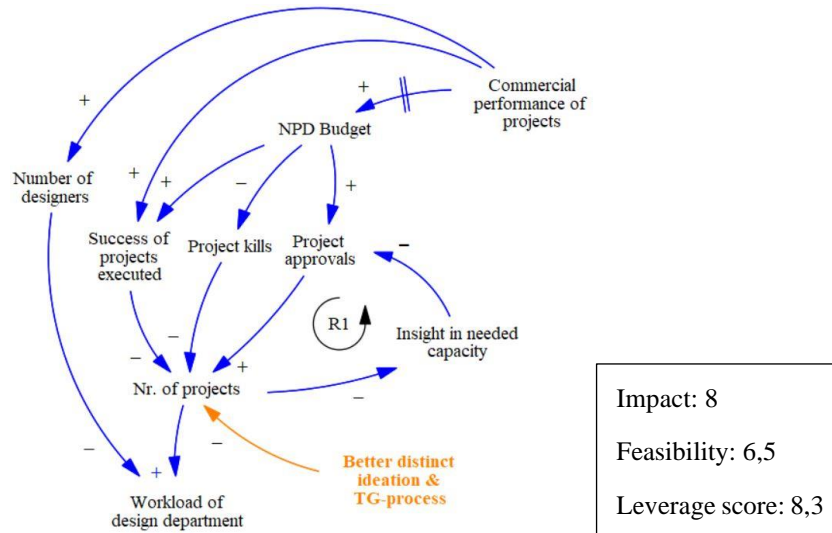 +
+
Commercial
performance of
projects
NPD Budget
Number of
designers
+
+
−
+
Success of
projects
executed
Project kills
Project
approvals
−
R1
Insight in needed
capacity
−
−
+
Nr. of projects
−
−
−
+
Better distinct
ideation &
TG-process
Workload of
design department
Impact: 8
Feasibility: 6,5
Leverage score: 8,3